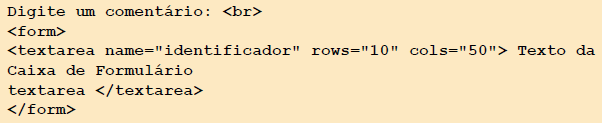 Digite um comentário: <br>
<form>
<textarea name="identificador" rows="10" cols="50"> Texto da
Caixa de Formulário
textarea </textarea>
</form>